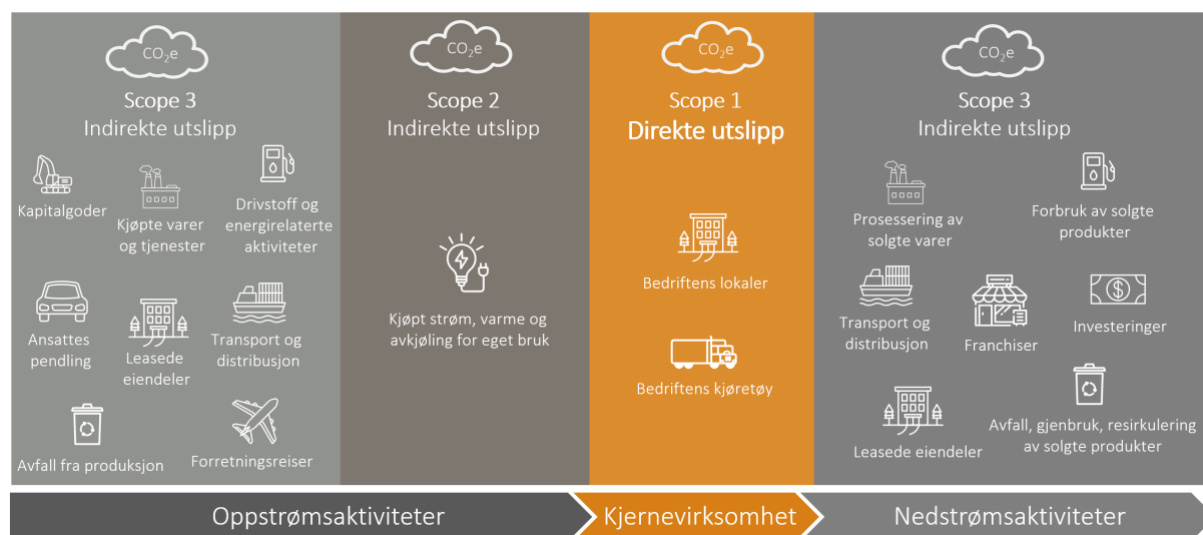 CO2e
Scope 3
Indirekte utslipp
Kapitalgoder
Kjøpte varer
og tjenester
Drivstoff og
energirelaterte
aktiviteter
Ansattes
pendling
Leasede
eiendeler
Transport og
distribusjon
Avfall fra produksjon
Forretningsreiser
CO2e
Scope 2
Indirekte utslipp
Kjøpt strøm, varme og
avkjøling for eget bruk
CO2e
Scope 1
Direkte utslipp
Bedriftens lokaler
Bedriftens kjøretøy
CO2e
Scope 3
Indirekte utslipp
Prosessering av
solgte varer
Forbruk av solgte
produkter
Transport og
distribusjon
Franchiser
Investeringer
Leasede eiendeler
Avfall, gjenbruk, resirkulering
av solgte produkter
Oppstrømsaktiviteter
Kjernevirksomhet
Nedstrømsaktiviteter